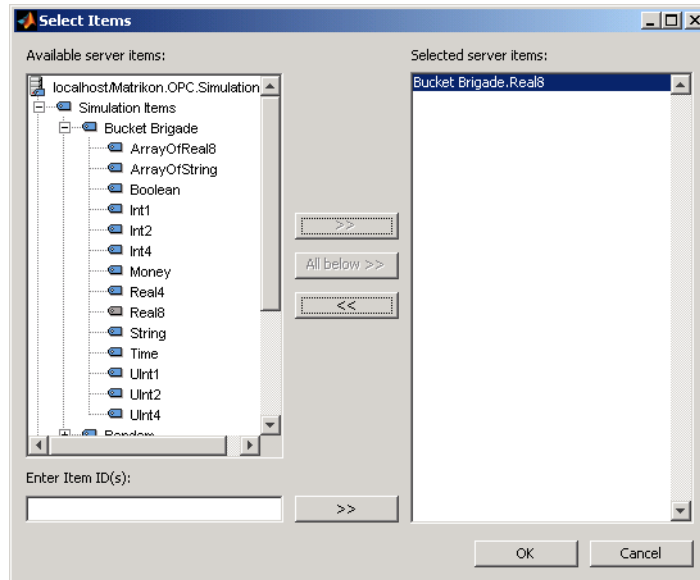 Select Items
Available server items:
localhost/Matrikon.OPC.Simulation
Simulation Items
Bucket Brigade
ArrayOfReal8
ArrayOfString
Boolean
Int1
Int2
Int4
Money
Real4
Real8
String
Time
UInt1
UInt2
UInt4
Random
Enter Item ID(s):
>>
All below >>
<<
>>
Selected server items:
Bucket Brigade.Real8
OK
Cancel